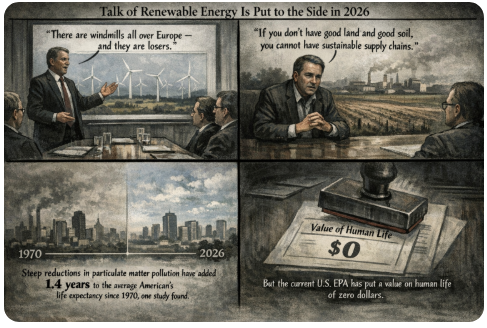 Talk of Renewable Energy Is Put to the Side in 2026
"There are windmills all over Europe —
and they are losers."
"If you don't have good land and good soil,
you cannot have sustainable supply chains."
1970
2026
Steep reductions in particulate matter pollution have added
1.4 years to the average American's
life expectancy since 1970, one study found.
Value of Human Life
$0
But the current U.S. EPA has put a value on human life
of zero dollars.